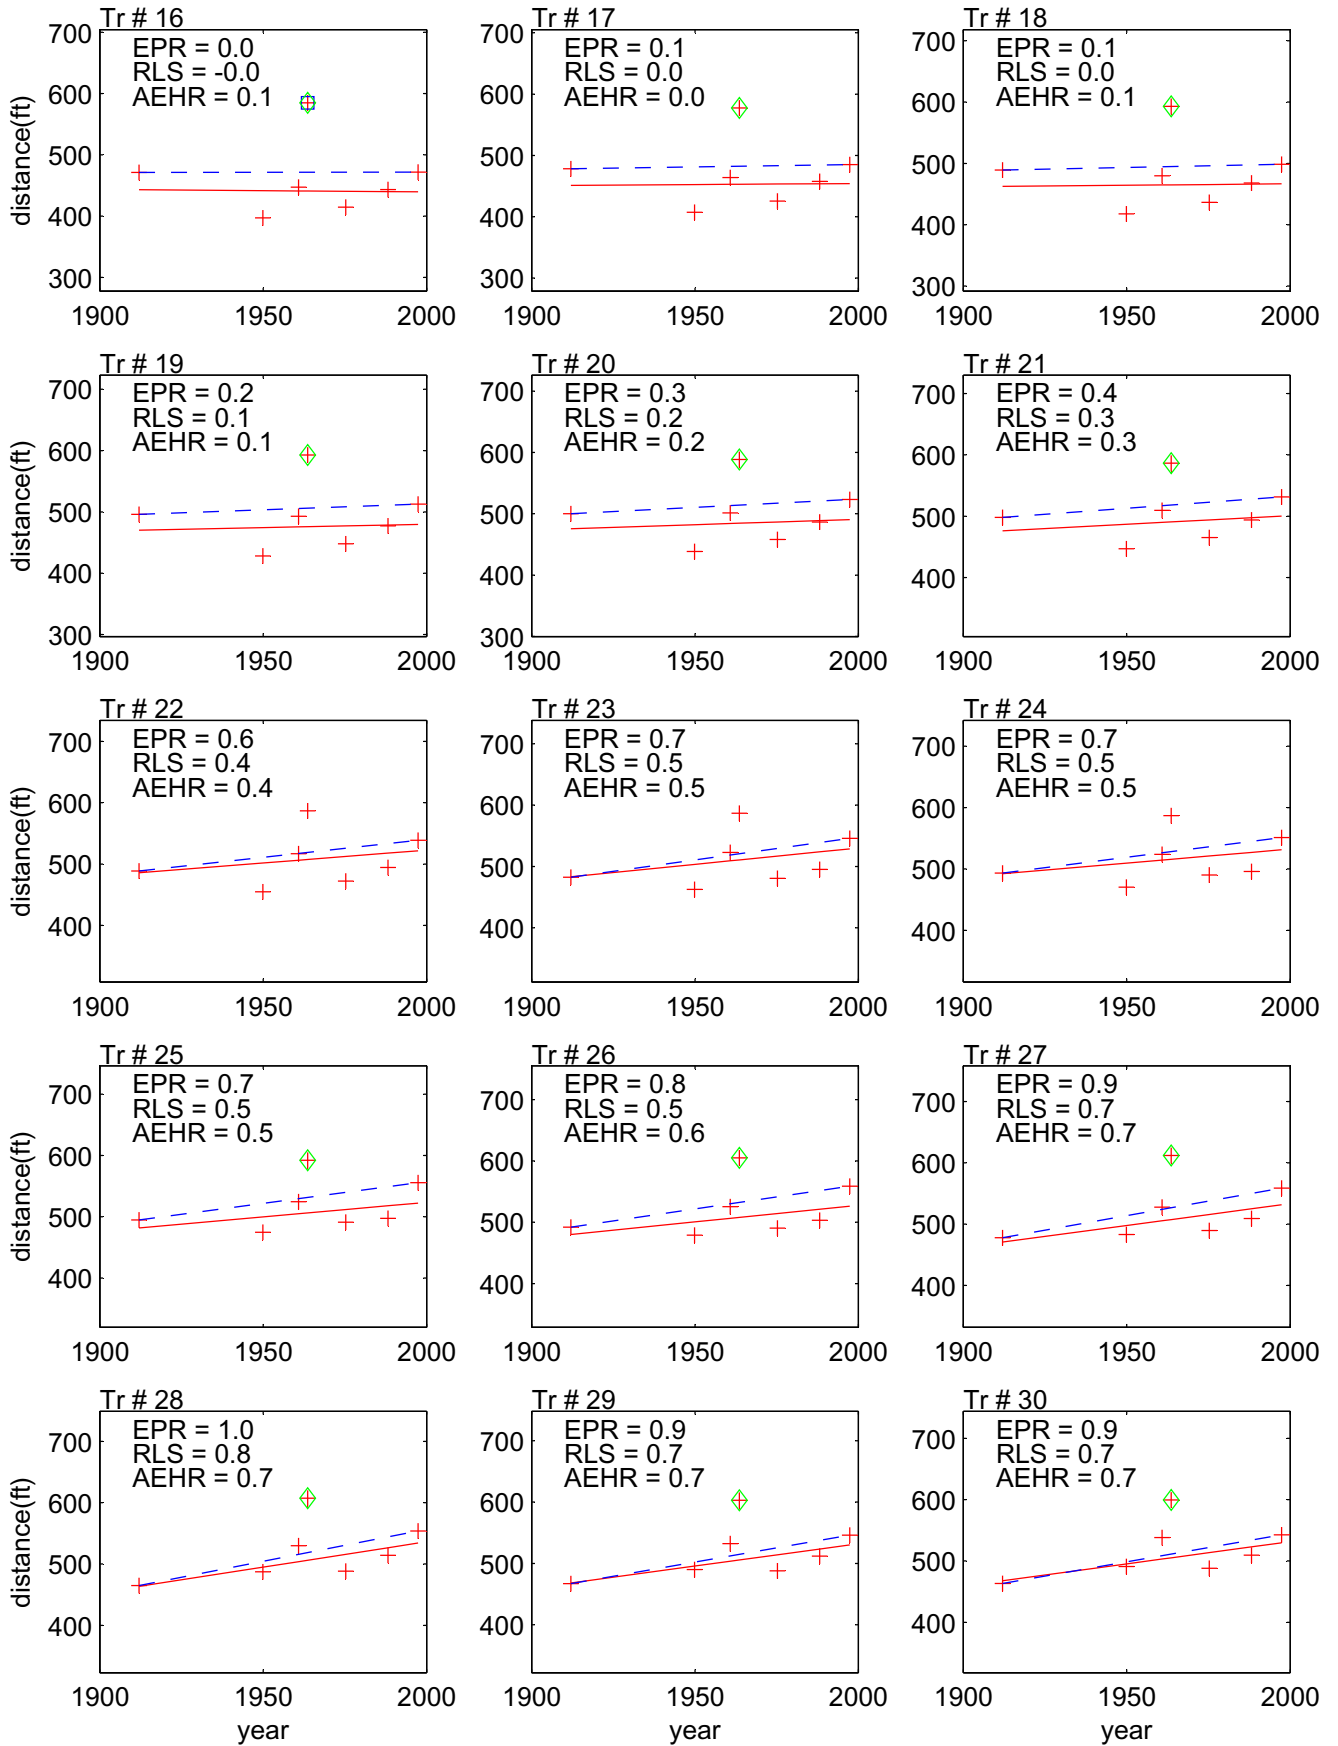 Tr # 16
EPR = 0.0
RLS = -0.0
AEHR = 0.1
700
600
500
400
300
distance(ft)
1900 1950 2000
Tr # 17
EPR = 0.1
RLS = 0.0
AEHR = 0.0
700
600
500
400
300
1900 1950 2000
Tr # 18
EPR = 0.1
RLS = 0.0
AEHR = 0.1
700
600
500
400
300
1900 1950 2000
Tr # 19
EPR = 0.2
RLS = 0.1
AEHR = 0.1
700
600
500
400
300
distance(ft)
1900 1950 2000
Tr # 20
EPR = 0.3
RLS = 0.2
AEHR = 0.2
700
600
500
400
300
1900 1950 2000
Tr # 21
EPR = 0.4
RLS = 0.3
AEHR = 0.3
700
600
500
400
1900 1950 2000
Tr # 22
EPR = 0.6
RLS = 0.4
AEHR = 0.4
700
600
500
400
distance(ft)
1900 1950 2000
Tr # 23
EPR = 0.7
RLS = 0.5
AEHR = 0.5
700
600
500
400
1900 1950 2000
Tr # 24
EPR = 0.7
RLS = 0.5
AEHR = 0.5
700
600
500
400
1900 1950 2000
Tr # 25
EPR = 0.7
RLS = 0.5
AEHR = 0.5
700
600
500
400
distance(ft)
1900 1950 2000
Tr # 26
EPR = 0.8
RLS = 0.5
AEHR = 0.6
700
600
500
400
1900 1950 2000
Tr # 27
EPR = 0.9
RLS = 0.7
AEHR = 0.7
700
600
500
400
1900 1950 2000
Tr # 28
EPR = 1.0
RLS = 0.8
AEHR = 0.7
700
600
500
400
distance(ft)
1900 1950 2000
year
Tr # 29
EPR = 0.9
RLS = 0.7
AEHR = 0.7
700
600
500
400
1900 1950 2000
year
Tr # 30
EPR = 0.9
RLS = 0.7
AEHR = 0.7
700
600
500
400
1900 1950 2000
year